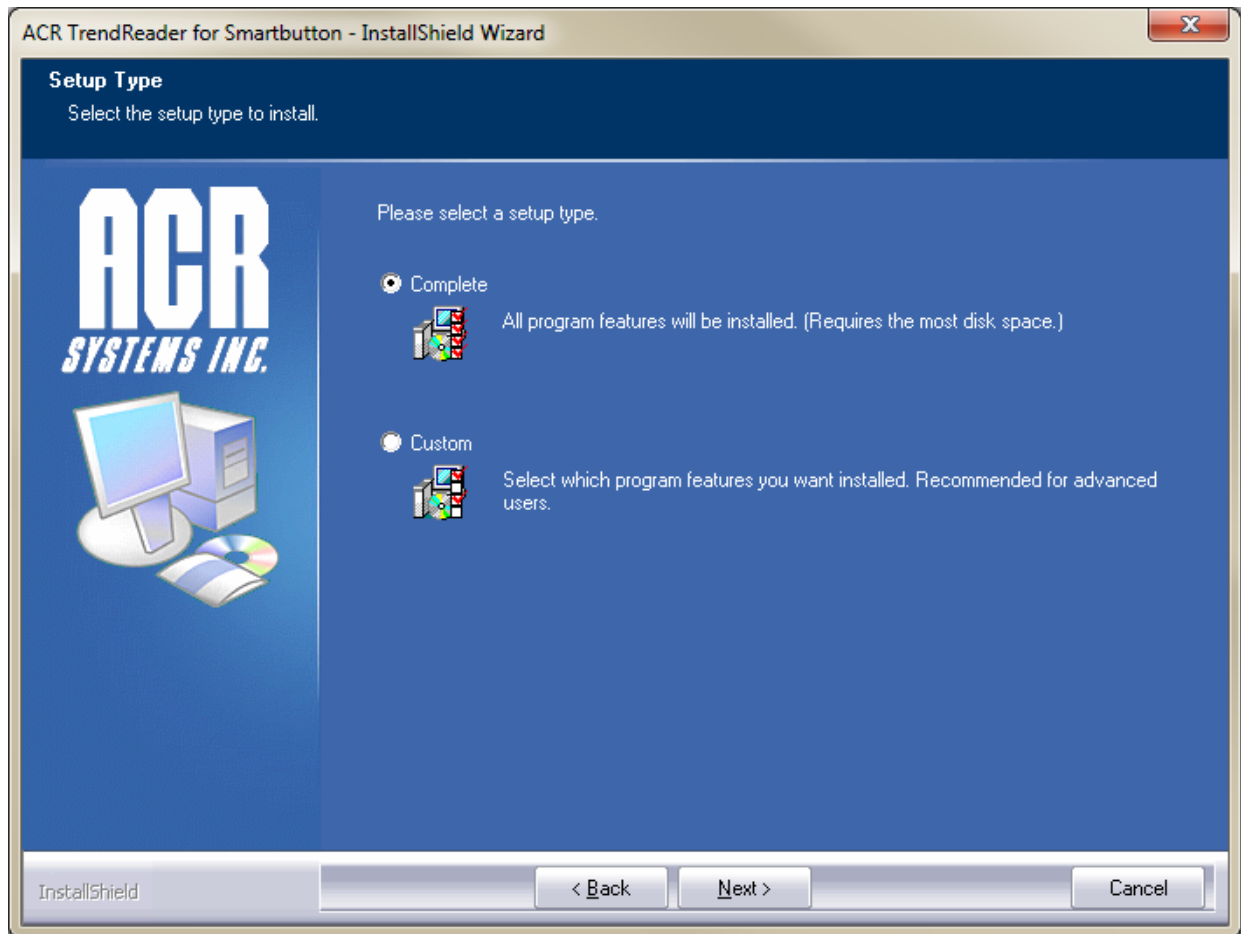 ACR TrendReader for Smartbutton - InstallShield Wizard
Setup Type
Select the setup type to install.
ACR
SYSTEMS INC.
Please select a setup type.
Complete
All program features will be installed. (Requires the most disk space.)
Custom
Select which program features you want installed. Recommended for advanced
users.
InstallShield
< Back
Next >
Cancel